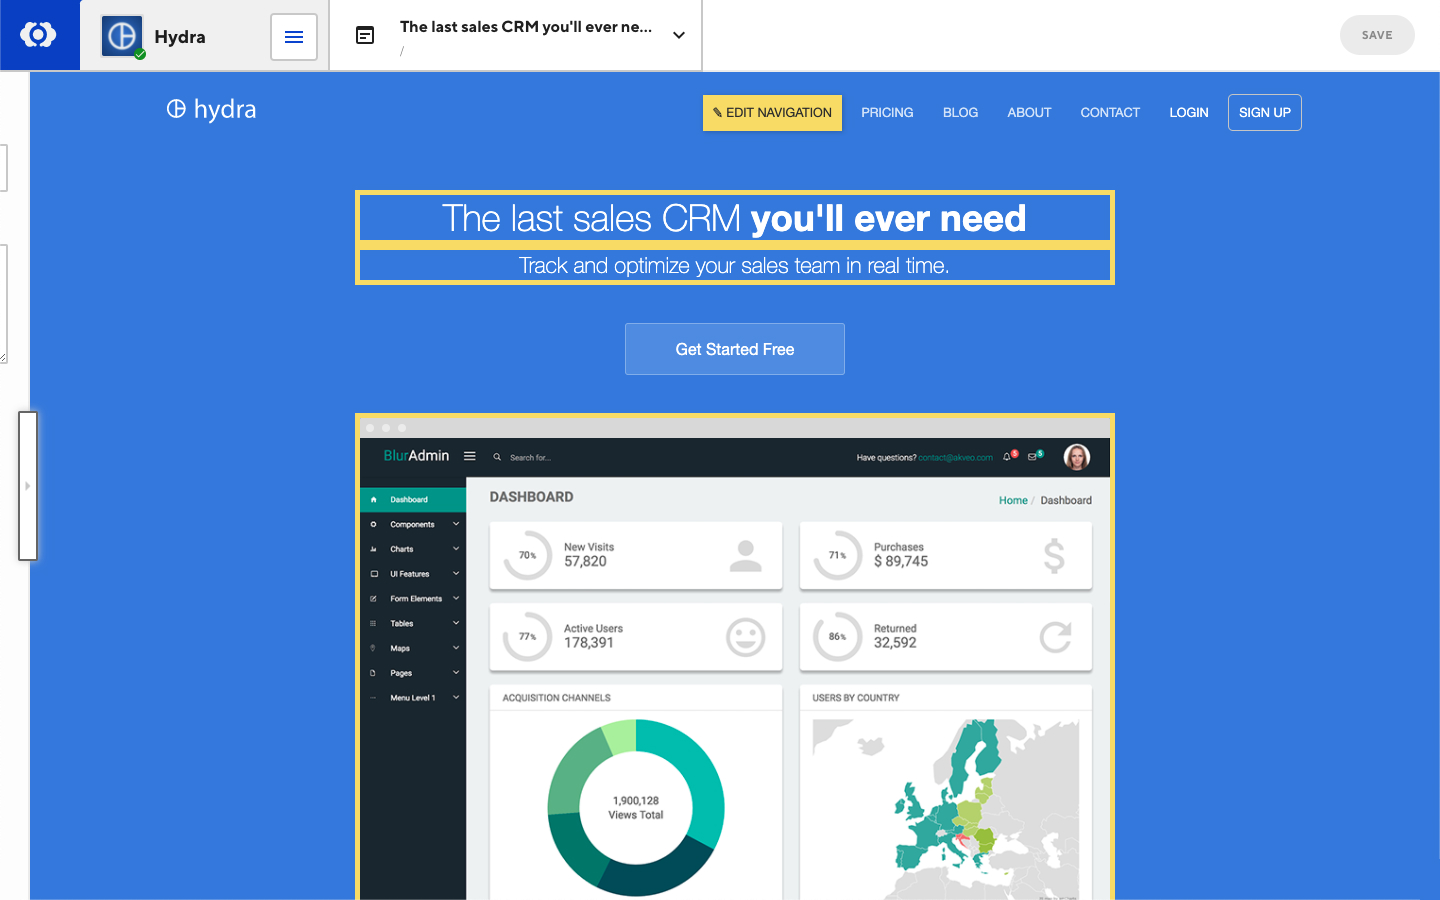 Hydra
The last sales CRM you'll ever ne...
/
SAVE
hydra
✎ EDIT NAVIGATION
PRICING
BLOG
ABOUT
CONTACT
LOGIN
SIGN UP
The last sales CRM you'll ever need
Track and optimize your sales team in real time.
Get Started Free
BlurAdmin
Search for...
Have questions? contact@akveo.com
5
5
Dashboard
Components
Charts
UI Features
Form Elements
Tables
Maps
Pages
Menu Level 1
DASHBOARD
Home / Dashboard
70%
New Visits
57,820
71%
Purchases
$ 89,745
77%
Active Users
178,391
86%
Returned
32,592
ACQUISITION CHANNELS
1,900,128
Views Total
USERS BY COUNTRY